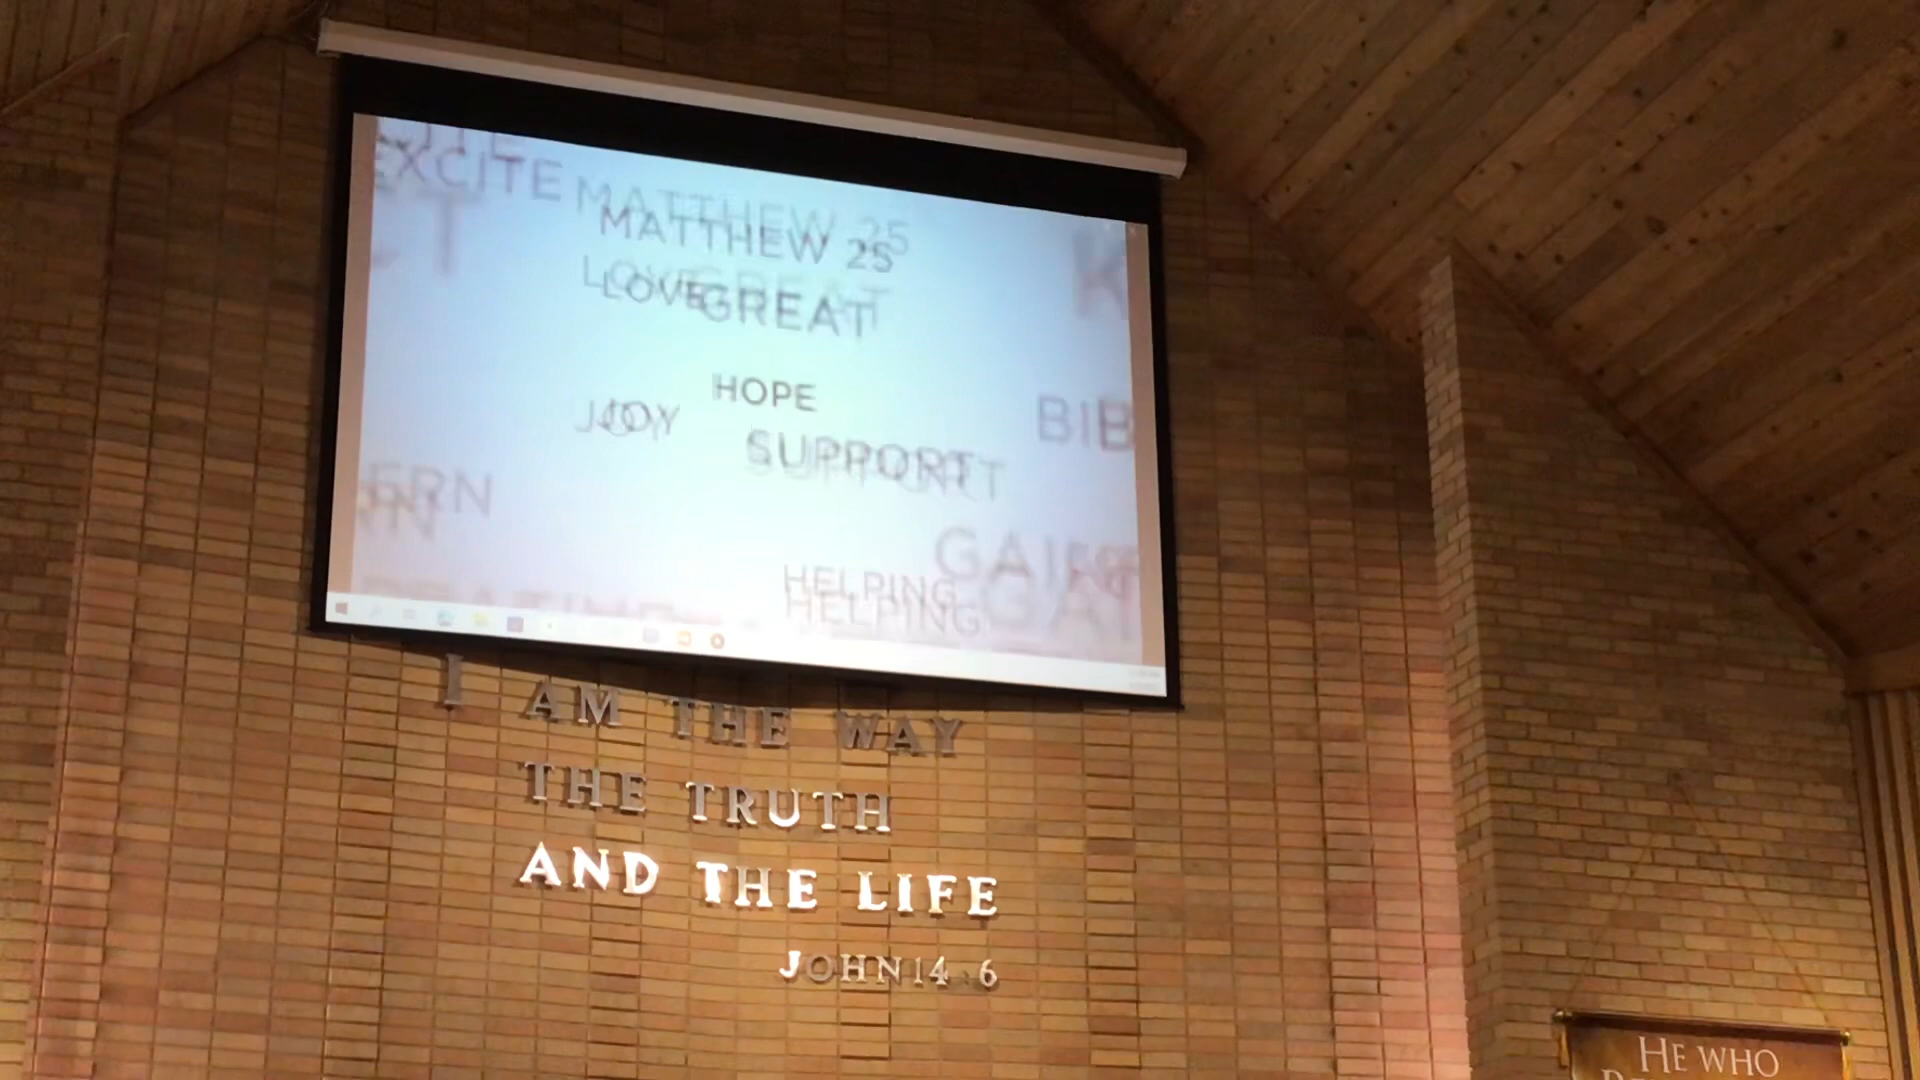 EXCITE
MATTHEW 25
LOVE GREAT
HOPE
JOY
SUPPORT
HELPING
I AM THE WAY
THE TRUTH
AND THE LIFE
JOHN 14:6
HE WHO